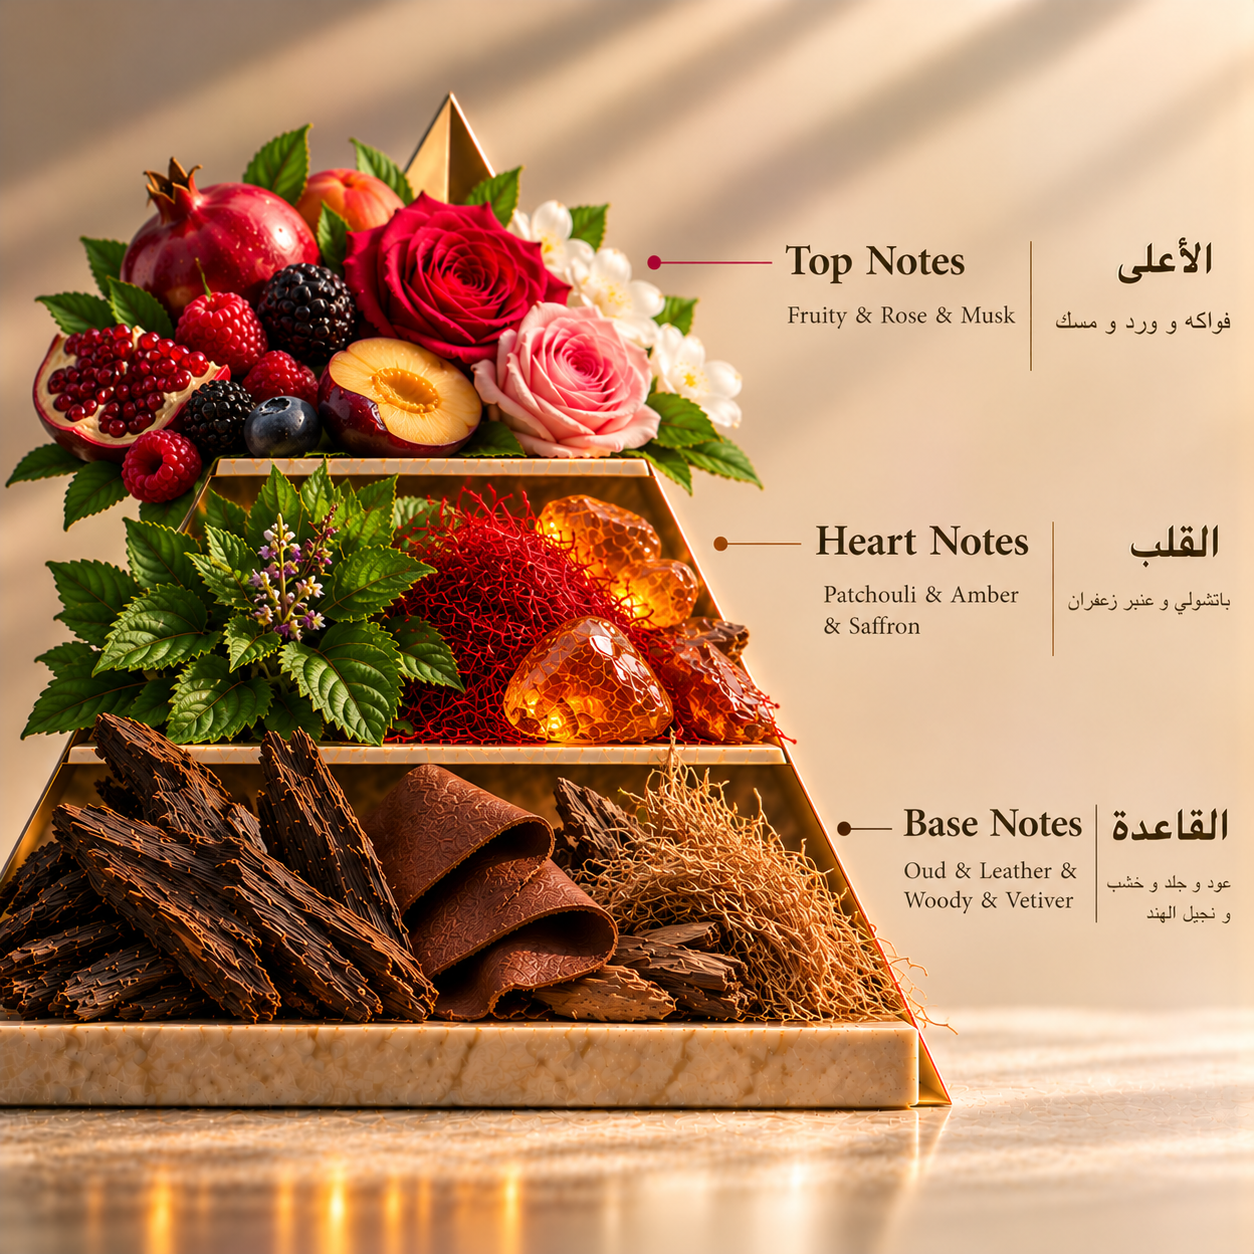 Top Notes
الأعلى
Fruity & Rose & Musk
فواكه و ورد و مسك
Heart Notes
القلب
Patchouli & Amber
& Saffron
باتشولي و عنبر زعفران
Base Notes
القاعدة
Oud & Leather &
Woody & Vetiver
عود و جلد و خشب
و نجيل الهند